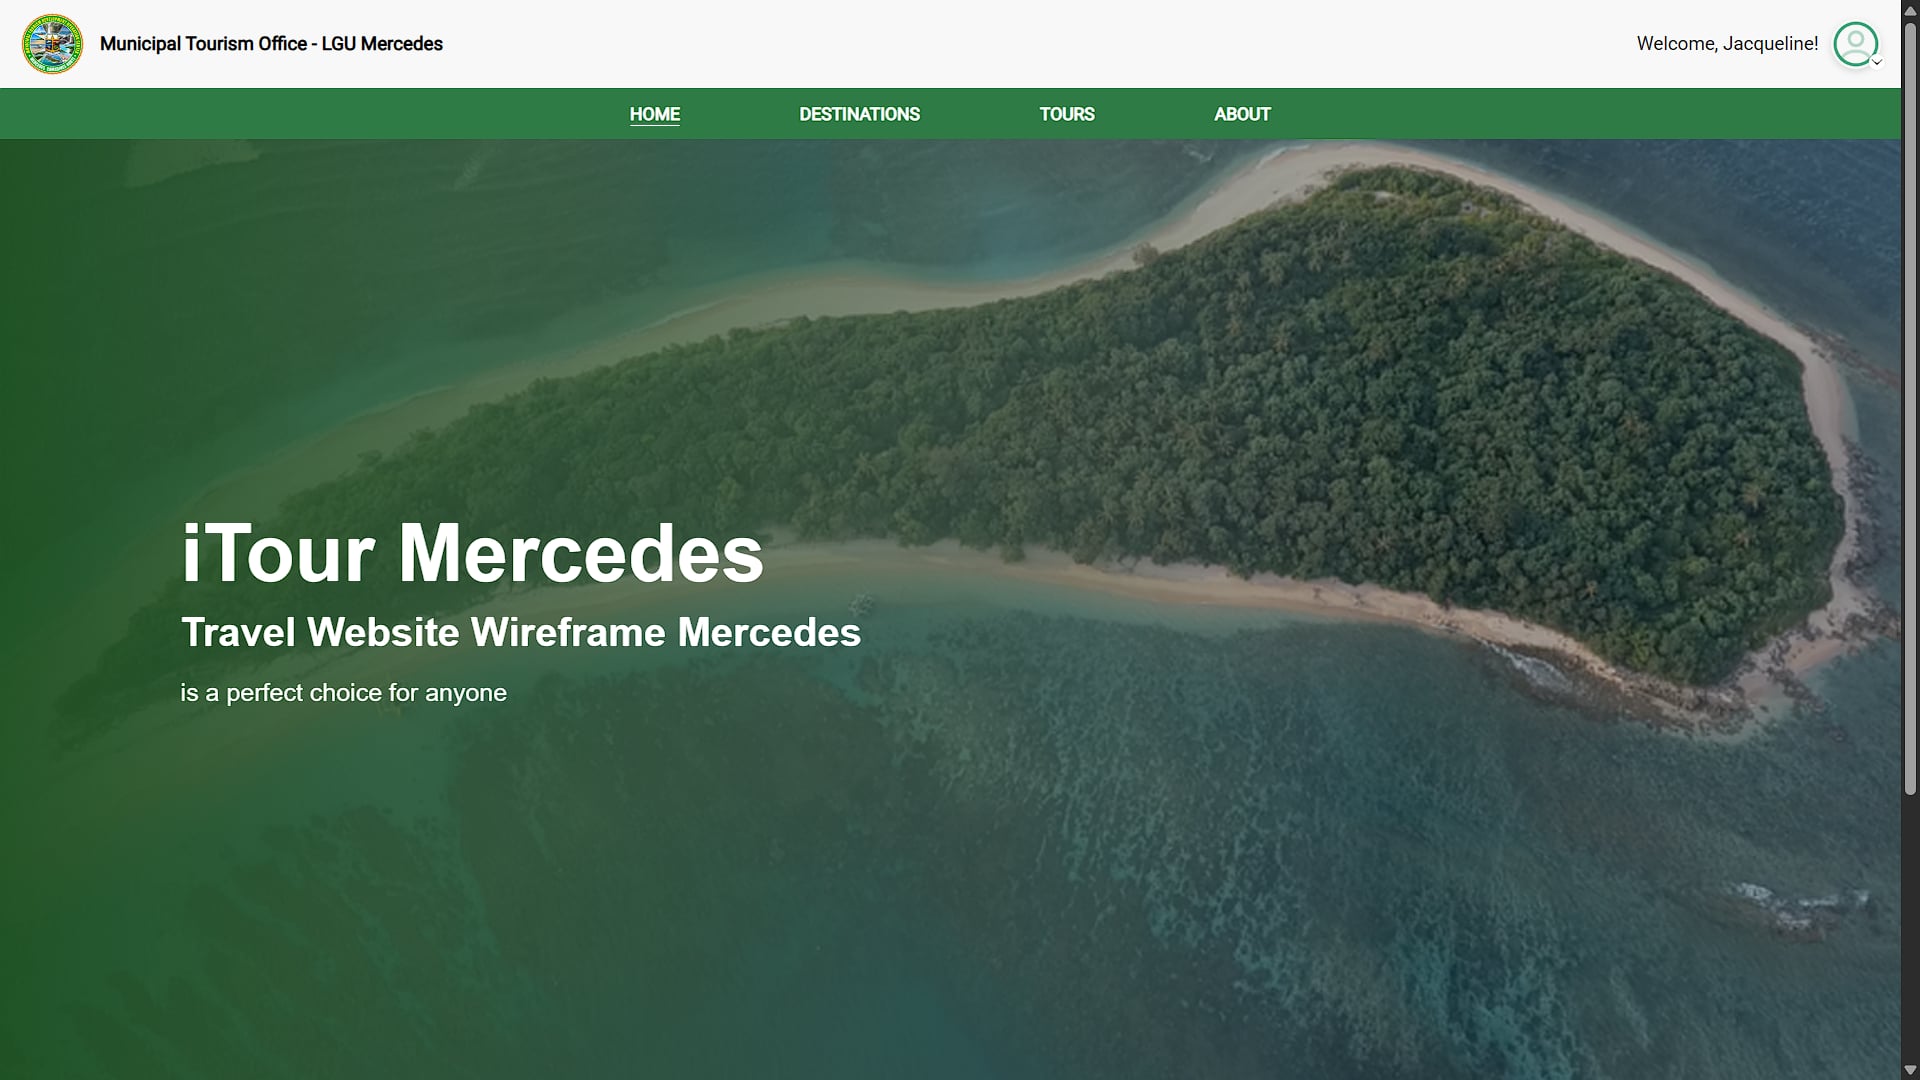 Municipal Tourism Office - LGU Mercedes
Welcome, Jacqueline!
HOME
DESTINATIONS
TOURS
ABOUT
iTour Mercedes
Travel Website Wireframe Mercedes
is a perfect choice for anyone